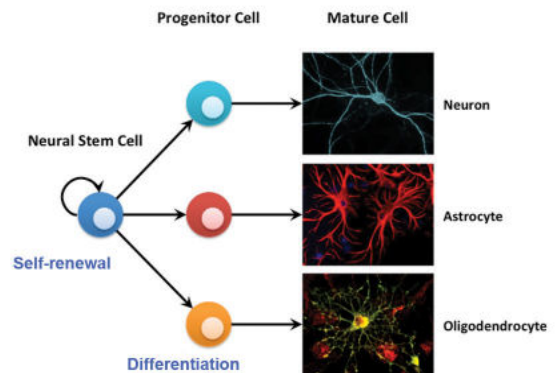 Progenitor Cell
Mature Cell
Neural Stem Cell
Neuron
Astrocyte
Self-renewal
Oligodendrocyte
Differentiation